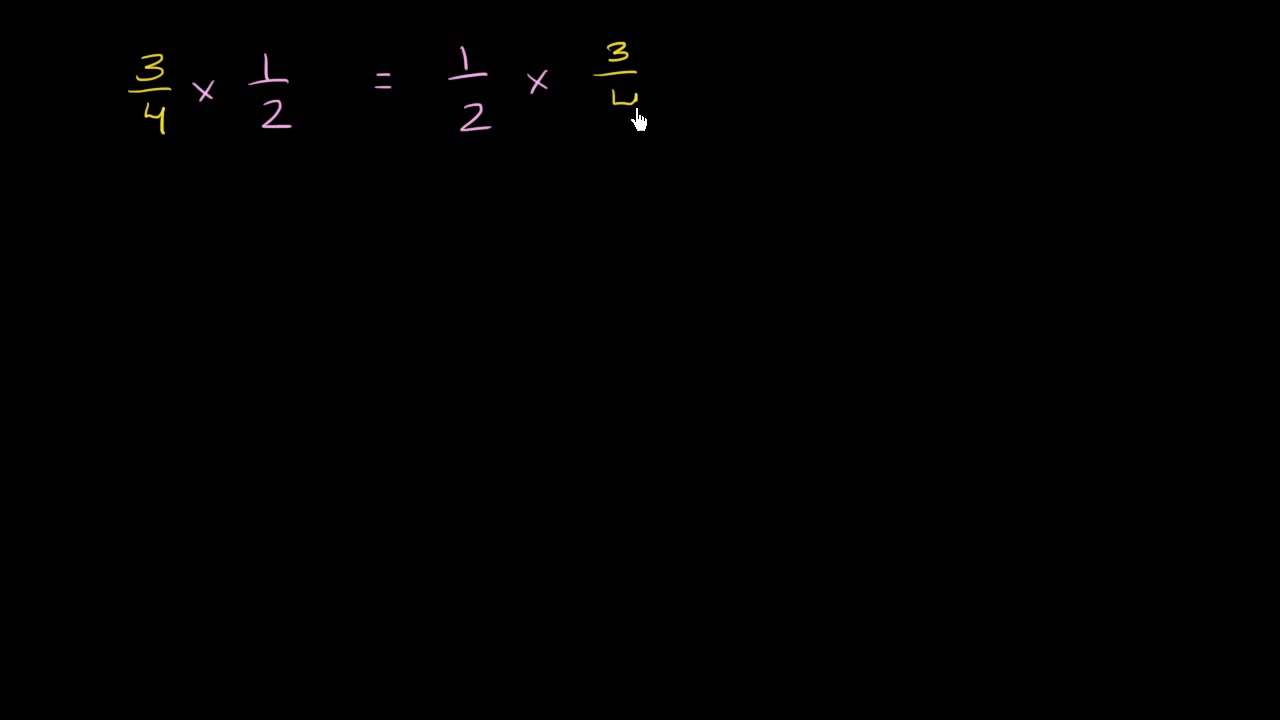 3/4 × 1/2 = 1/2 × 3/4